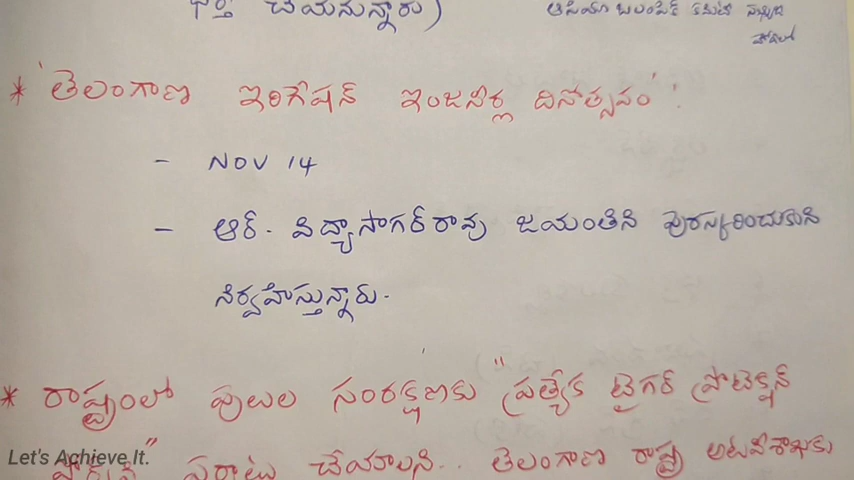 భర్తీ చేయనున్నారు)
* 'తెలంగాణ ఇరిగేషన్ ఇంజనీర్ల దినోత్సవం':
- NOV 14
- ఆర్. విద్యాసాగర్ రావు జయంతిని పురస్కరించుకుని
నిర్వహిస్తున్నారు.
* రాష్ట్రంలో పులుల సంరక్షణకు "ప్రత్యేక టైగర్ ప్రొటెక్షన్
ఏర్పాటు చేయాలని.. తెలంగాణ రాష్ట్ర అటవీశాఖకు
Let's Achieve It.